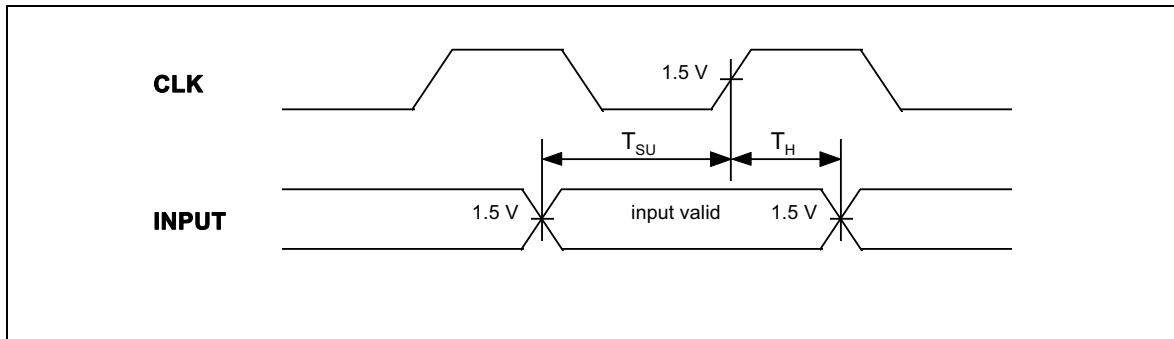 CLK
1.5 V
T_SU
T_H
INPUT
1.5 V
input valid
1.5 V